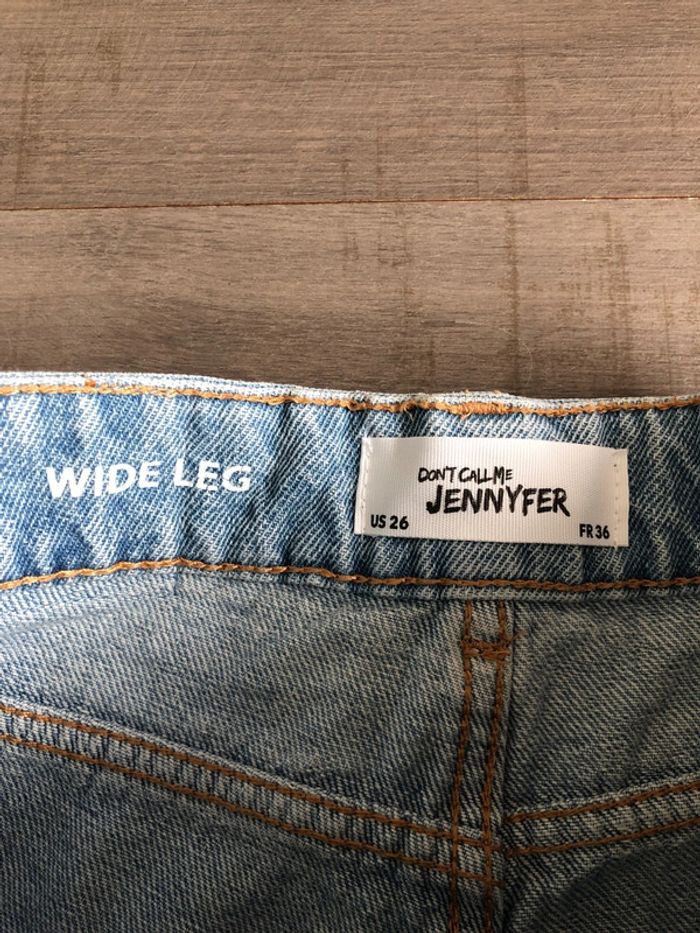 WIDE LEG
DON'T CALL ME
JENNYFER
US 26
FR 36